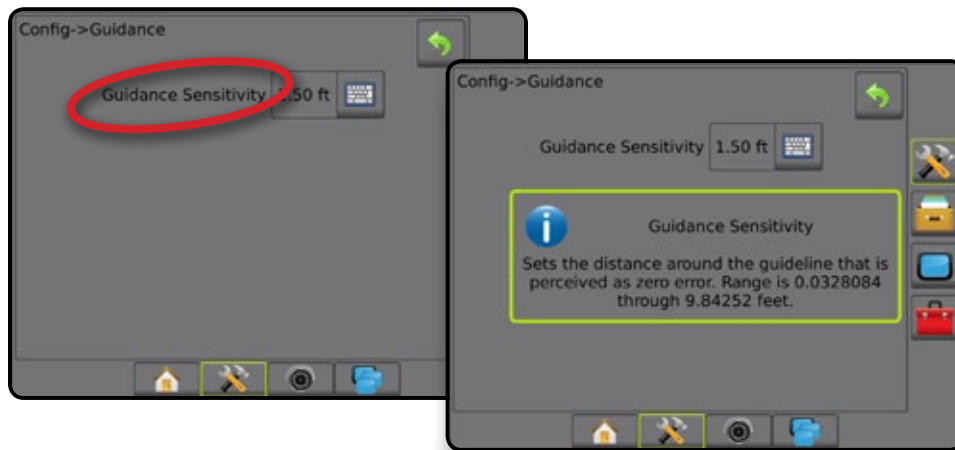 Config->Guidance
Guidance Sensitivity .50 ft
Config->Guidance
Guidance Sensitivity 1.50 ft
Guidance Sensitivity
Sets the distance around the guideline that is
perceived as zero error. Range is 0.0328084
through 9.84252 feet.